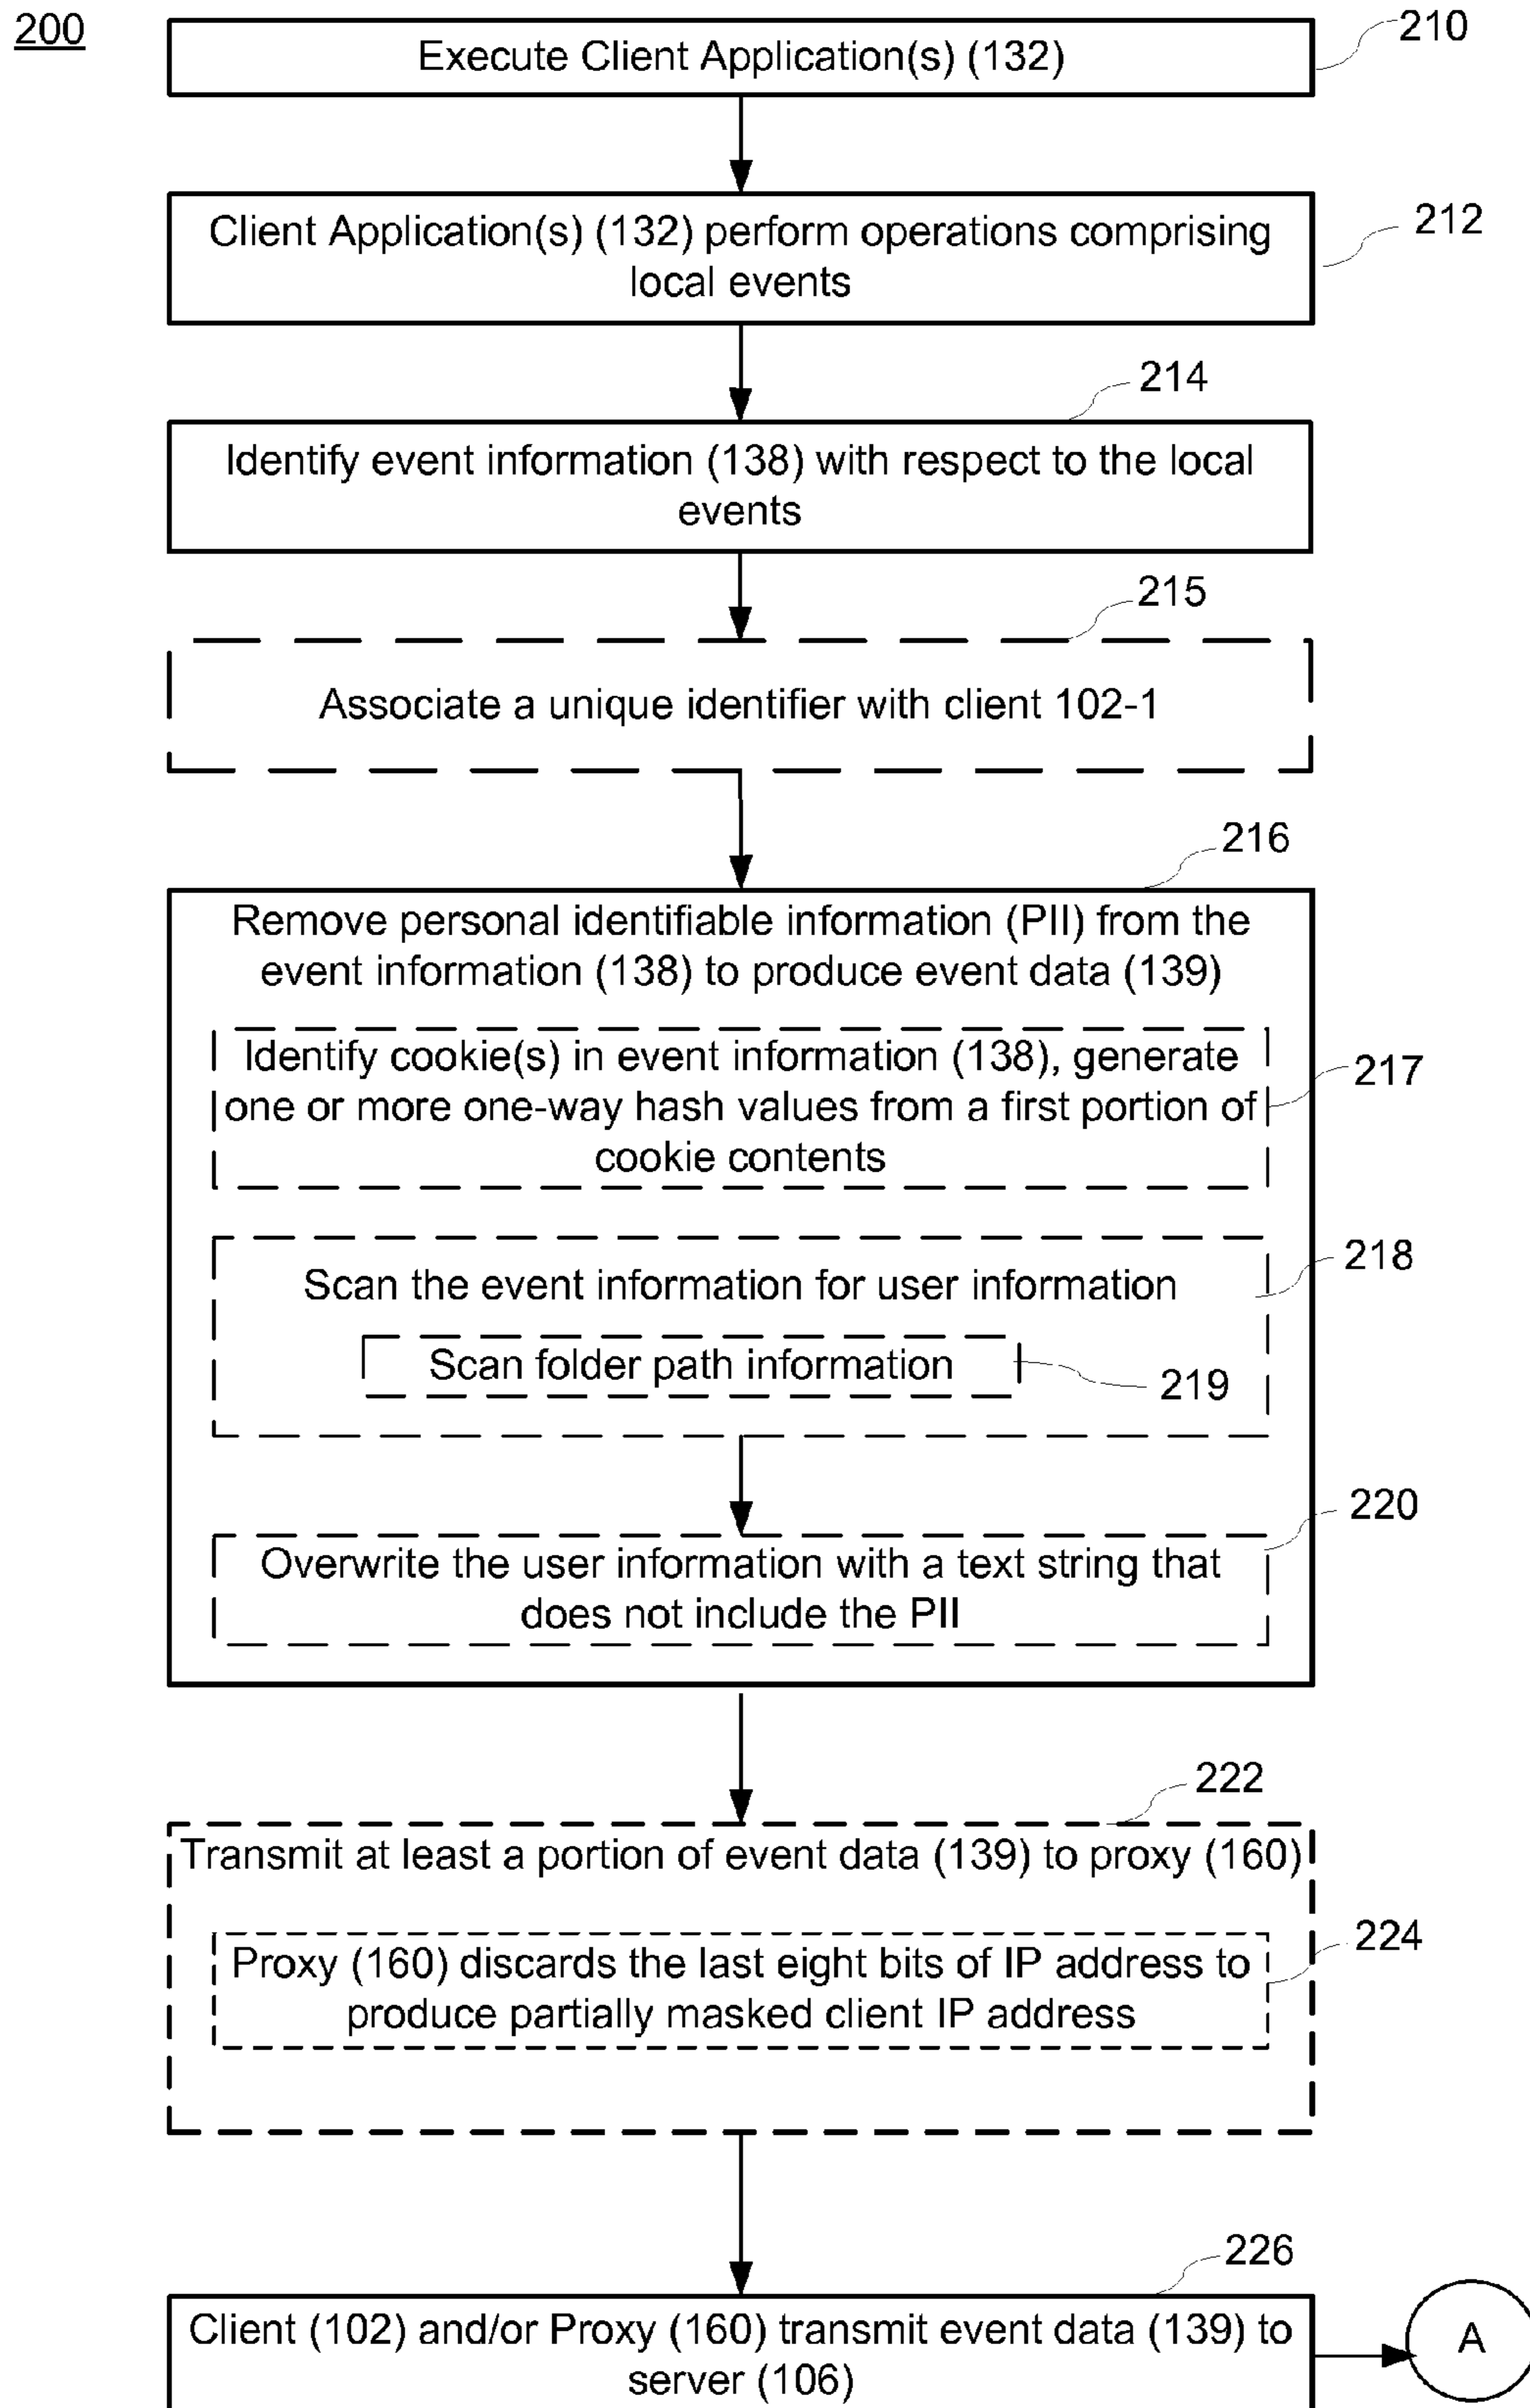 200
Execute Client Application(s) (132)
210
Client Application(s) (132) perform operations comprising
local events
212
214
Identify event information (138) with respect to the local
events
215
Associate a unique identifier with client 102-1
216
Remove personal identifiable information (PII) from the
event information (138) to produce event data (139)
Identify cookie(s) in event information (138), generate
one or more one-way hash values from a first portion of
cookie contents
217
218
Scan the event information for user information
Scan folder path information
219
220
Overwrite the user information with a text string that
does not include the PII
222
Transmit at least a portion of event data (139) to proxy (160)
224
Proxy (160) discards the last eight bits of IP address to
produce partially masked client IP address
226
Client (102) and/or Proxy (160) transmit event data (139) to
server (106)
A